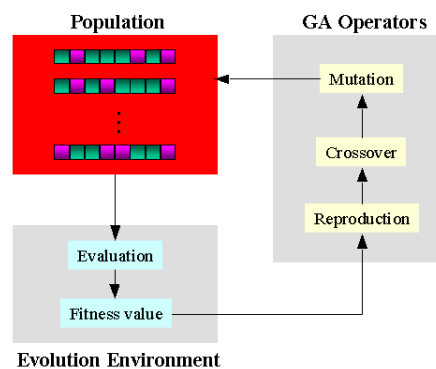 Population
GA Operators
Mutation
Crossover
Reproduction
Evaluation
Fitness value
Evolution Environment